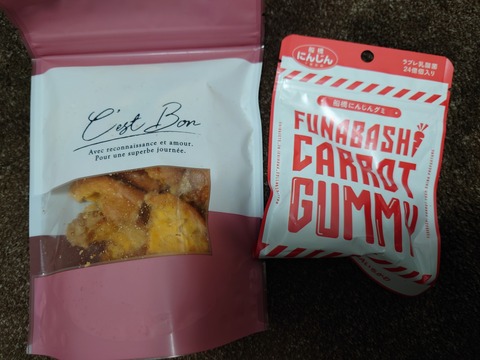 C'est Bon
Avec reconnaissance et amour.
Pour une superbe journée.
船橋
にんじん
ラブレ乳酸菌
24億個入り
船橋にんじんグミ
FUNABASHI
CARROT
GUMMY